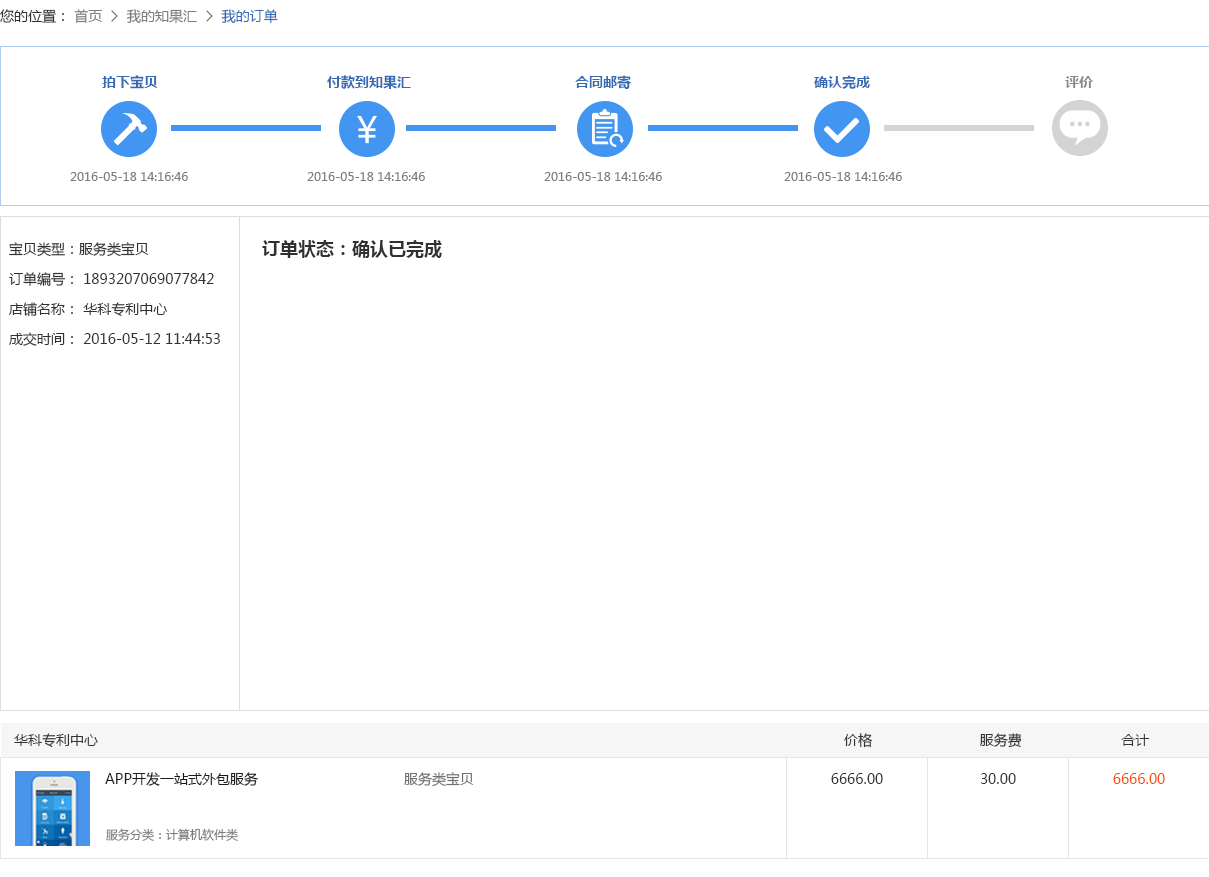 您的位置： 首页 > 我的知果汇 > 我的订单
拍下宝贝 付款到知果汇 合同邮寄 确认完成 评价
2016-05-18 14:16:46 2016-05-18 14:16:46 2016-05-18 14:16:46 2016-05-18 14:16:46
宝贝类型：服务类宝贝
订单编号： 1893207069077842
店铺名称： 华科专利中心
成交时间： 2016-05-12 11:44:53
订单状态：确认已完成
华科专利中心 价格 服务费 合计
APP开发一站式外包服务 服务类宝贝 6666.00 30.00 6666.00
服务分类：计算机软件类